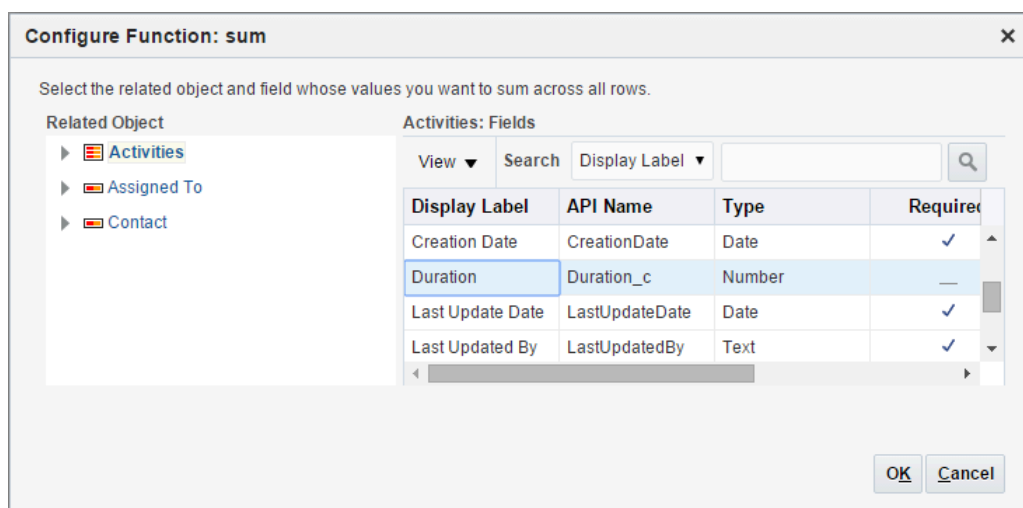 Configure Function: sum
Select the related object and field whose values you want to sum across all rows.
Related Object
Activities: Fields
Activities
Assigned To
Contact
View Search Display Label
Display Label API Name Type Required
Creation Date CreationDate Date
Duration Duration_c Number
Last Update Date LastUpdateDate Date
Last Updated By LastUpdatedBy Text
OK Cancel